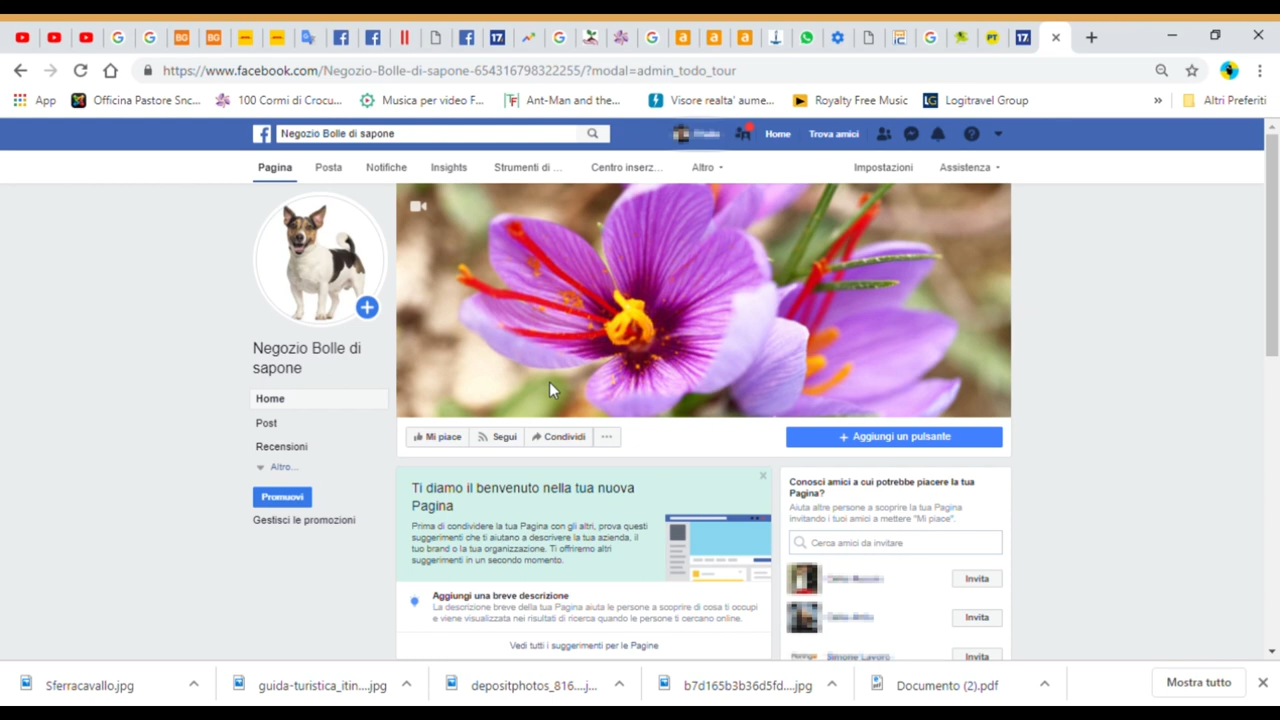 https://www.facebook.com/Negozio-Bolle-di-sapone-654316798322255/?modal=admin_todo_tour
App
Officina Pastore Snc...
100 Cormi di Crocu...
Musica per video F...
Ant-Man and the...
Visore realta' aume...
Royalty Free Music
Logitravel Group
»
Altri Preferiti
Negozio Bolle di sapone
Home
Trova amici
Pagina
Posta
Notifiche
Insights
Strumenti di ...
Centro inserz...
Altro
Impostazioni
Assistenza
Negozio Bolle di
sapone
Home
Post
Recensioni
Altro...
Promuovi
Gestisci le promozioni
Mi piace
Segui
Condividi
...
+ Aggiungi un pulsante
Ti diamo il benvenuto nella tua nuova
Pagina
Prima di condividere la tua Pagina con gli altri, prova questi
suggerimenti che ti aiutano a descrivere la tua azienda, il
tuo brand o la tua organizzazione. Ti offriremo altri
suggerimenti in un secondo momento.
Aggiungi una breve descrizione
La descrizione breve della tua Pagina aiuta le persone a scoprire di cosa ti occupi
e viene visualizzata nei risultati di ricerca quando le persone ti cercano online.
Vedi tutti i suggerimenti per le Pagine
Conosci amici a cui potrebbe piacere la tua
Pagina?
Aiuta altre persone a scoprire la tua Pagina
invitando i tuoi amici a mettere "Mi piace".
Cerca amici da invitare
Invita
Invita
Simone Lavoro
Invita
Sferracavallo.jpg
guida-turistica_itin....jpg
depositphotos_816....j...
b7d165b3b36d5fd....jpg
Documento (2).pdf
Mostra tutto